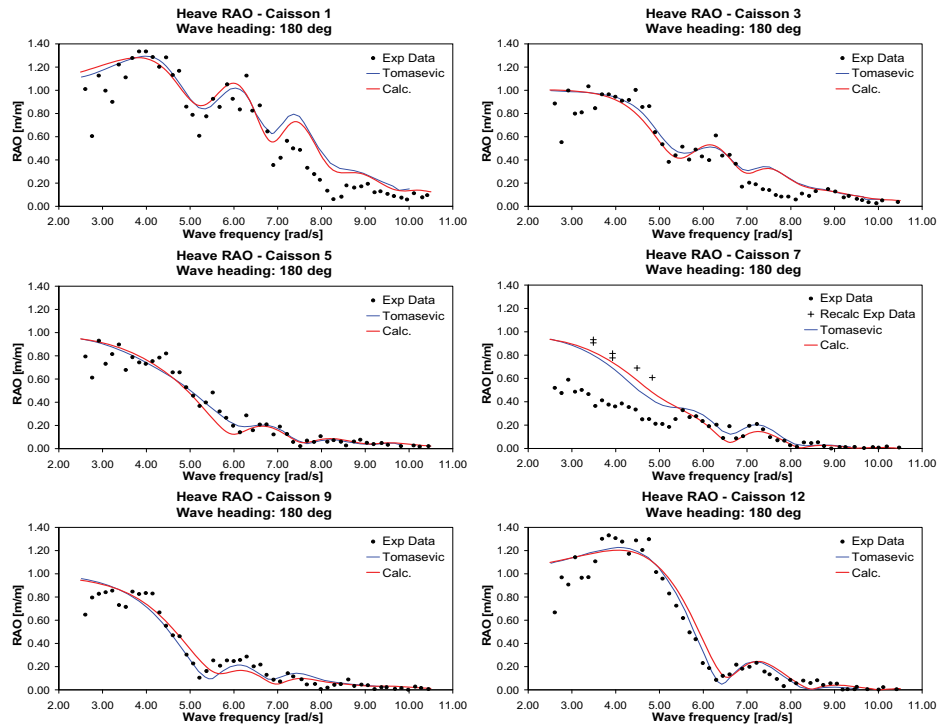 Heave RAO - Caisson 1
Wave heading: 180 deg
RAO [m/m]
1.40
1.20
1.00
0.80
0.60
0.40
0.20
0.00
Exp Data
Tomasevic
Calc.
2.00 3.00 4.00 5.00 6.00 7.00 8.00 9.00 10.00 11.00
Wave frequency [rad/s]
Heave RAO - Caisson 3
Wave heading: 180 deg
RAO [m/m]
1.40
1.20
1.00
0.80
0.60
0.40
0.20
0.00
Exp Data
Tomasevic
Calc.
2.00 3.00 4.00 5.00 6.00 7.00 8.00 9.00 10.00 11.00
Wave frequency [rad/s]
Heave RAO - Caisson 5
Wave heading: 180 deg
RAO [m/m]
1.40
1.20
1.00
0.80
0.60
0.40
0.20
0.00
Exp Data
Tomasevic
Calc.
2.00 3.00 4.00 5.00 6.00 7.00 8.00 9.00 10.00 11.00
Wave frequency [rad/s]
Heave RAO - Caisson 7
Wave heading: 180 deg
RAO [m/m]
1.40
1.20
1.00
0.80
0.60
0.40
0.20
0.00
Exp Data
Recalc Exp Data
Tomasevic
Calc.
2.00 3.00 4.00 5.00 6.00 7.00 8.00 9.00 10.00 11.00
Wave frequency [rad/s]
Heave RAO - Caisson 9
Wave heading: 180 deg
RAO [m/m]
1.40
1.20
1.00
0.80
0.60
0.40
0.20
0.00
Exp Data
Tomasevic
Calc.
2.00 3.00 4.00 5.00 6.00 7.00 8.00 9.00 10.00 11.00
Wave frequency [rad/s]
Heave RAO - Caisson 12
Wave heading: 180 deg
RAO [m/m]
1.40
1.20
1.00
0.80
0.60
0.40
0.20
0.00
Exp Data
Tomasevic
Calc.
2.00 3.00 4.00 5.00 6.00 7.00 8.00 9.00 10.00 11.00
Wave frequency [rad/s]